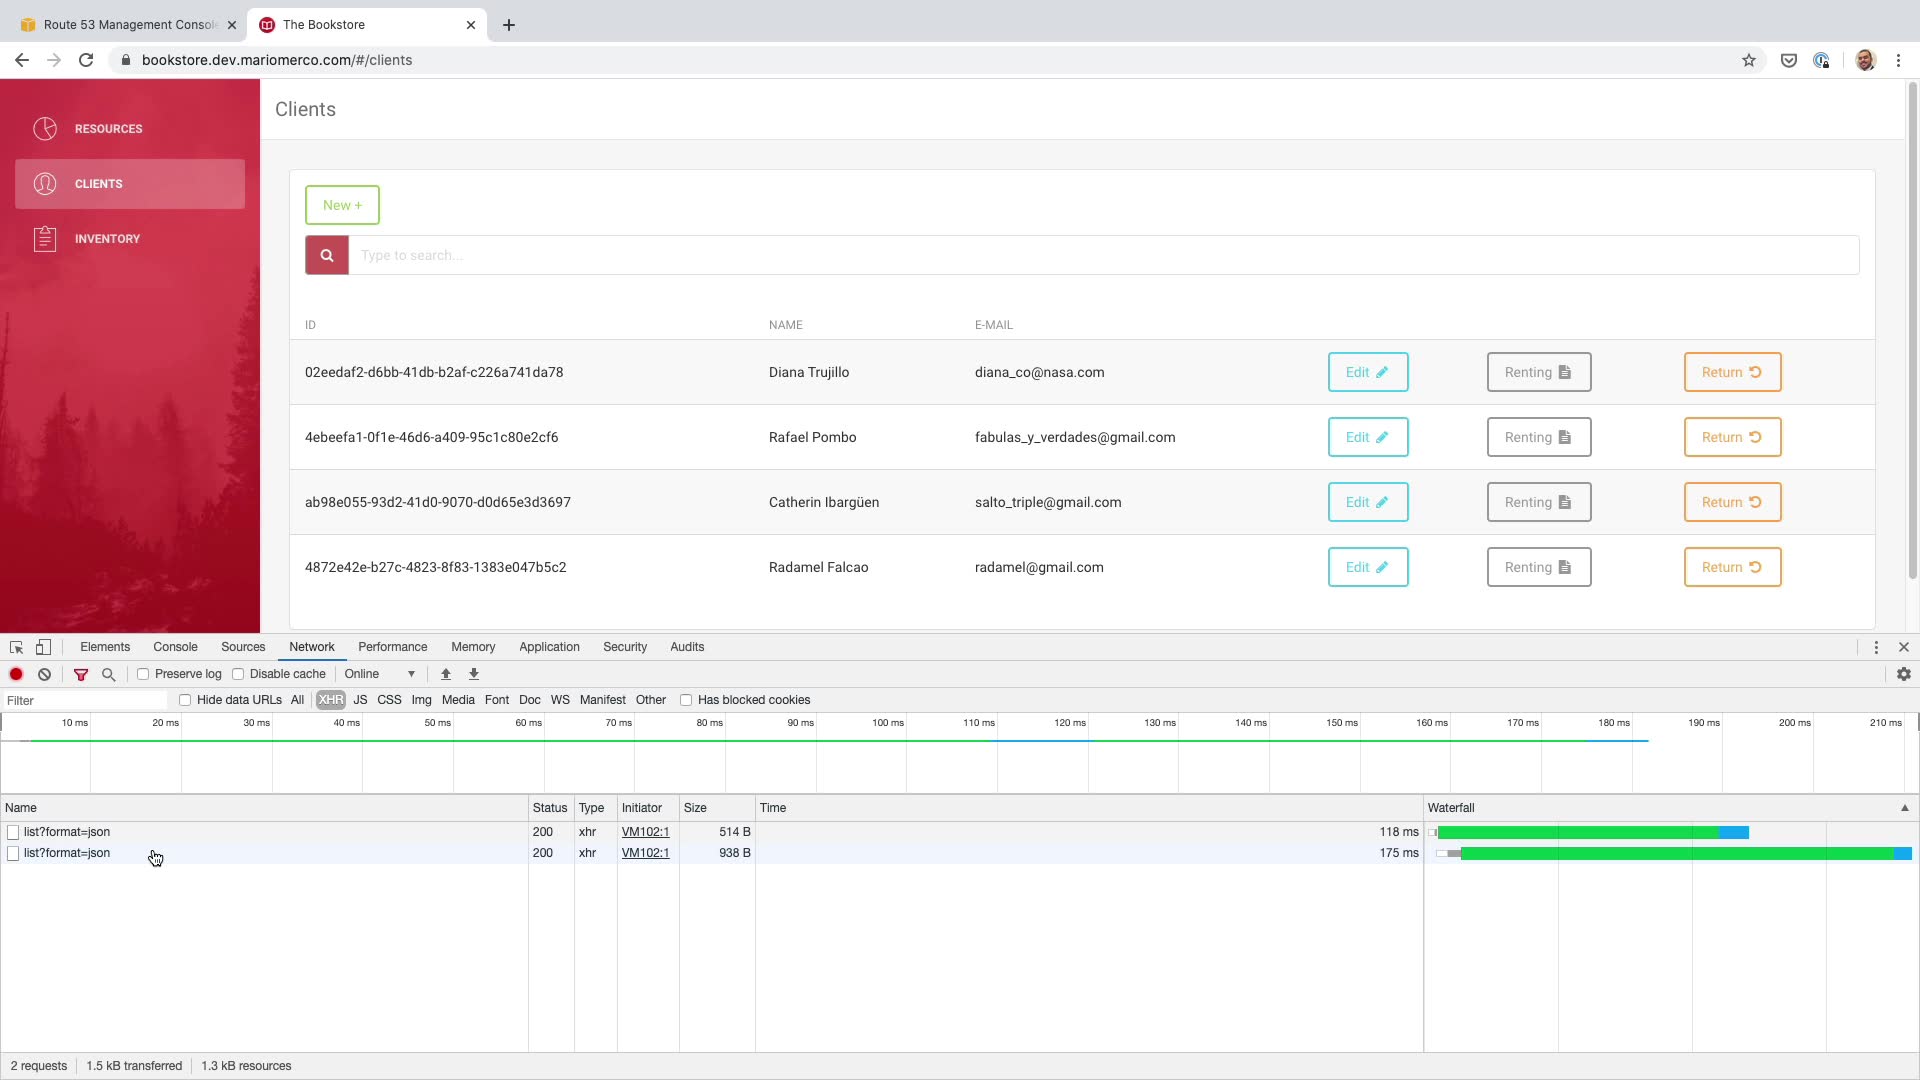 Route 53 Management Console
The Bookstore
bookstore.dev.mariomerco.com/#/clients
RESOURCES
CLIENTS
INVENTORY
Clients
New +
Type to search...
ID NAME E-MAIL
02eedaf2-d6bb-41db-b2af-c226a741da78 Diana Trujillo diana_co@nasa.com Edit Renting Return
4ebeefa1-0f1e-46d6-a409-95c1c80e2cf6 Rafael Pombo fabulas_y_verdades@gmail.com Edit Renting Return
ab98e055-93d2-41d0-9070-d0d65e3d3697 Catherin Ibargüen salto_triple@gmail.com Edit Renting Return
4872e42e-b27c-4823-8f83-1383e047b5c2 Radamel Falcao radamel@gmail.com Edit Renting Return
Elements Console Sources Network Performance Memory Application Security Audits
Preserve log Disable cache Online
Filter Hide data URLs All XHR JS CSS Img Media Font Doc WS Manifest Other Has blocked cookies
10 ms 20 ms 30 ms 40 ms 50 ms 60 ms 70 ms 80 ms 90 ms 100 ms 110 ms 120 ms 130 ms 140 ms 150 ms 160 ms 170 ms 180 ms 190 ms 200 ms 210 ms
Name Status Type Initiator Size Time Waterfall
list?format=json 200 xhr VM102:1 514 B 118 ms
list?format=json 200 xhr VM102:1 938 B 175 ms
2 requests 1.5 kB transferred 1.3 kB resources